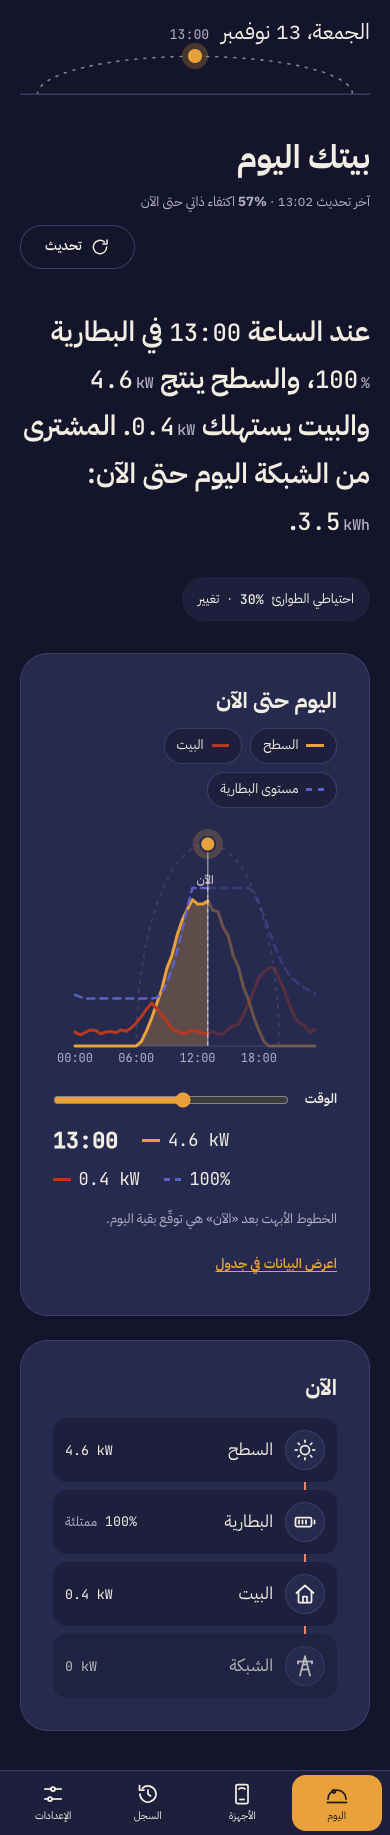 الجمعة، 13 نوفمبر 13:00
بيتك اليوم
آخر تحديث 13:02 · 57% اكتفاء ذاتي حتى الآن
تحديث
عند الساعة 13:00 في البطارية
100%، والسطح ينتج 4.6 kW
والبيت يستهلك 0.4 kW. المشترى
من الشبكة اليوم حتى الآن:
3.5 kWh.
احتياطي الطوارئ 30% · تغيير
اليوم حتى الآن
السطح
البيت
مستوى البطارية
الآن
00:00 06:00 12:00 18:00
الوقت
13:00 4.6 kW
0.4 kW 100%
الخطوط الأبهت بعد «الآن» هي توقّع بقية اليوم.
اعرض البيانات في جدول
الآن
السطح 4.6 kW
البطارية 100% ممتلئة
البيت 0.4 kW
الشبكة 0 kW
اليوم الأجهزة السجل الإعدادات